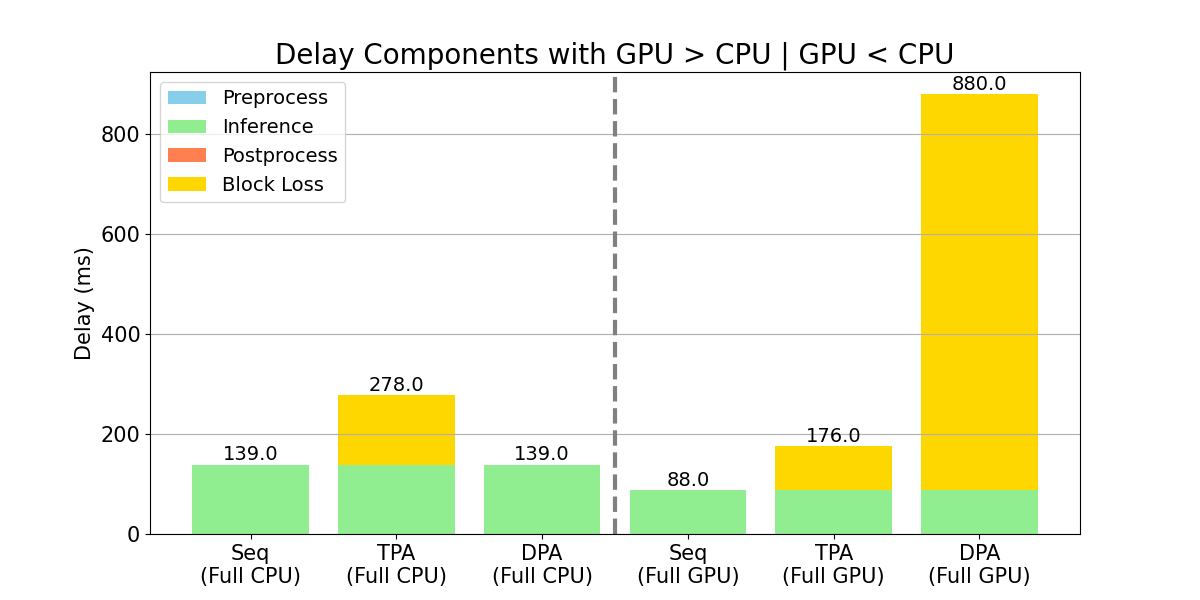 Delay Components with GPU > CPU | GPU < CPU
Preprocess
Inference
Postprocess
Block Loss
Delay (ms)
800
600
400
200
0
139.0
278.0
139.0
88.0
176.0
880.0
Seq
(Full CPU)
TPA
(Full CPU)
DPA
(Full CPU)
Seq
(Full GPU)
TPA
(Full GPU)
DPA
(Full GPU)